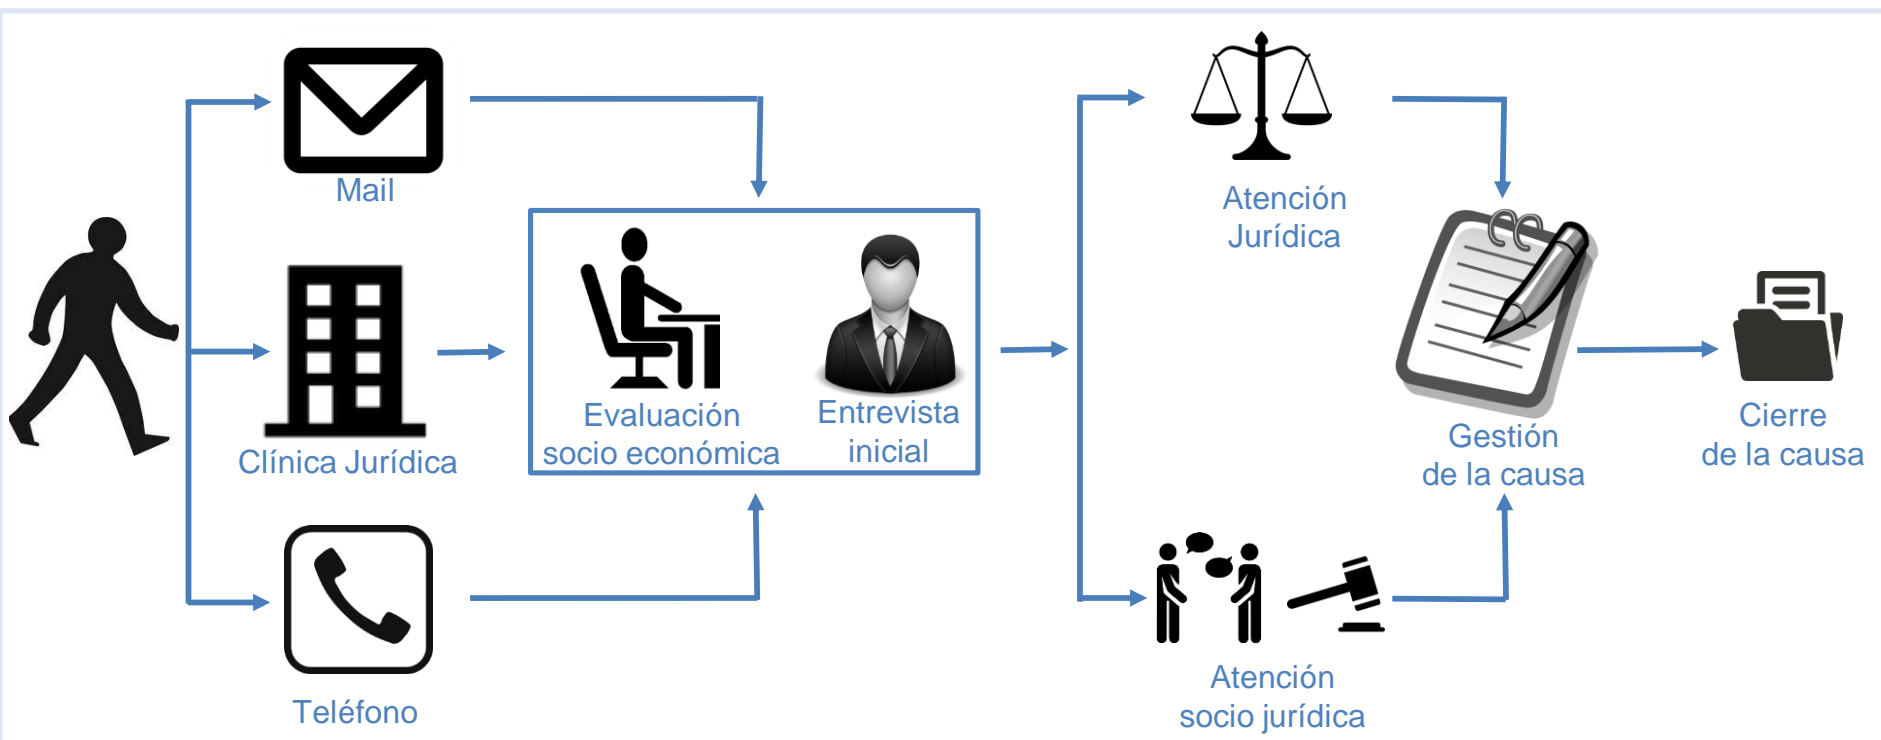 Mail
Clínica Jurídica
Teléfono
Evaluación
socio económica
Entrevista
inicial
Atención
Jurídica
Atención
socio jurídica
Gestión
de la causa
Cierre
de la causa